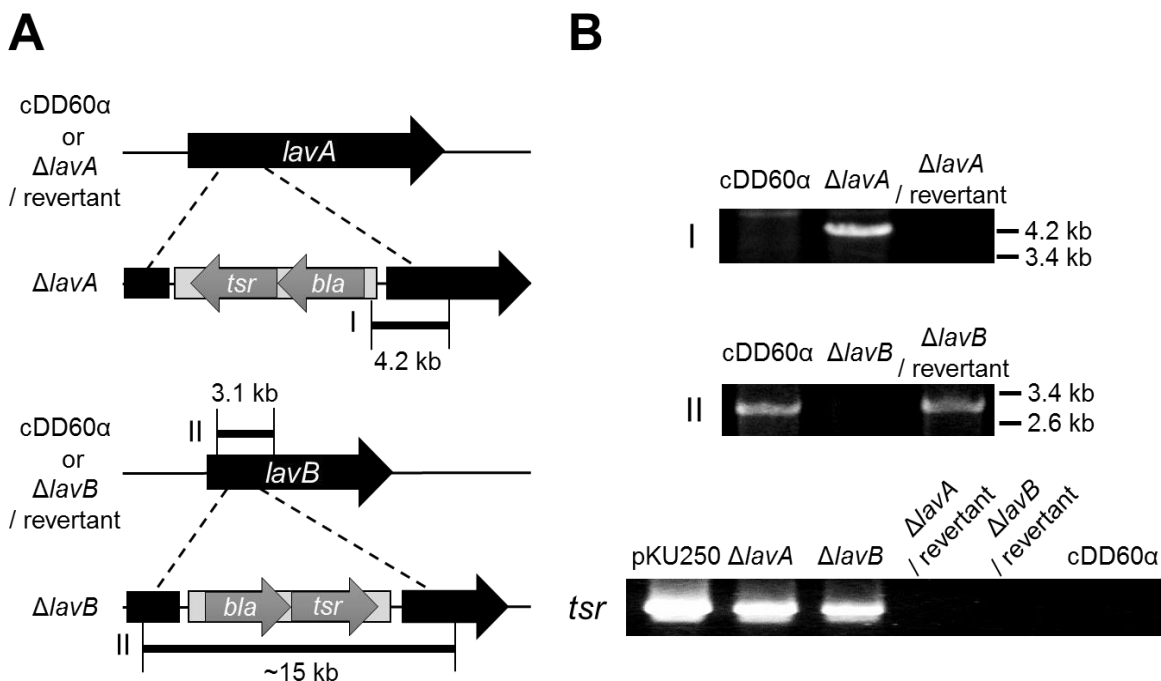 A
cDD60α
or
ΔlavA
/ revertant
lavA
ΔlavA
tsr
bla
I
4.2 kb
3.1 kb
II
cDD60α
or
ΔlavB
/ revertant
lavB
ΔlavB
bla
tsr
II
~15 kb
B
cDD60α
ΔlavA
ΔlavA
/ revertant
I
4.2 kb
3.4 kb
cDD60α
ΔlavB
ΔlavB
/ revertant
II
3.4 kb
2.6 kb
pKU250
ΔlavA
ΔlavB
ΔlavA
/ revertant
ΔlavB
/ revertant
cDD60α
tsr